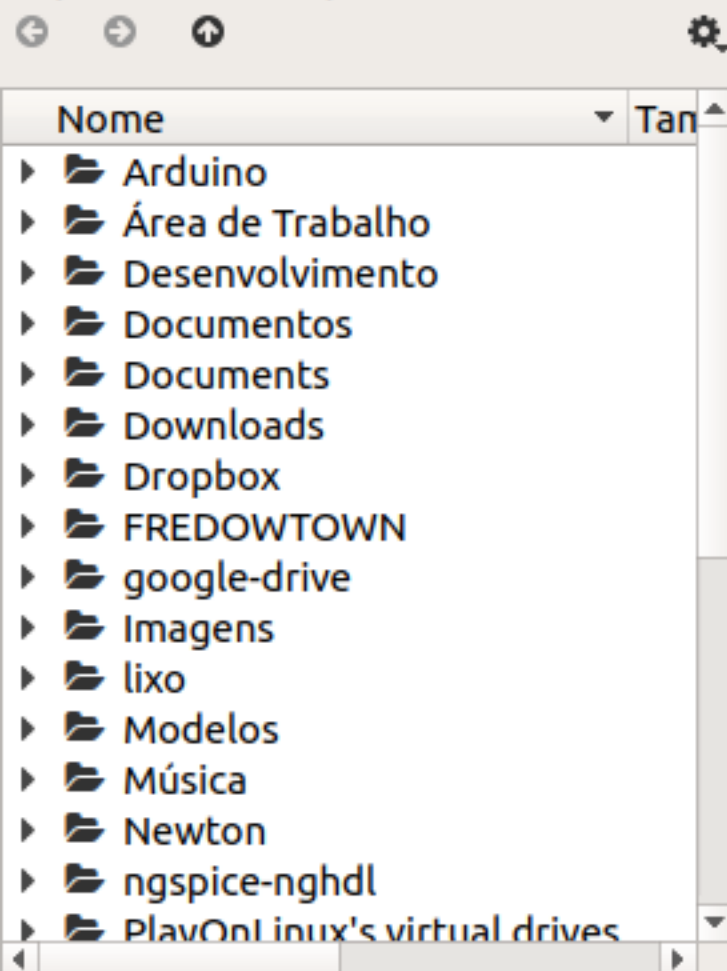 Nome Tam
Arduino
Área de Trabalho
Desenvolvimento
Documentos
Documents
Downloads
Dropbox
FREDOWTOWN
google-drive
Imagens
lixo
Modelos
Música
Newton
ngspice-nghdl
PlayOnLinux's virtual drives